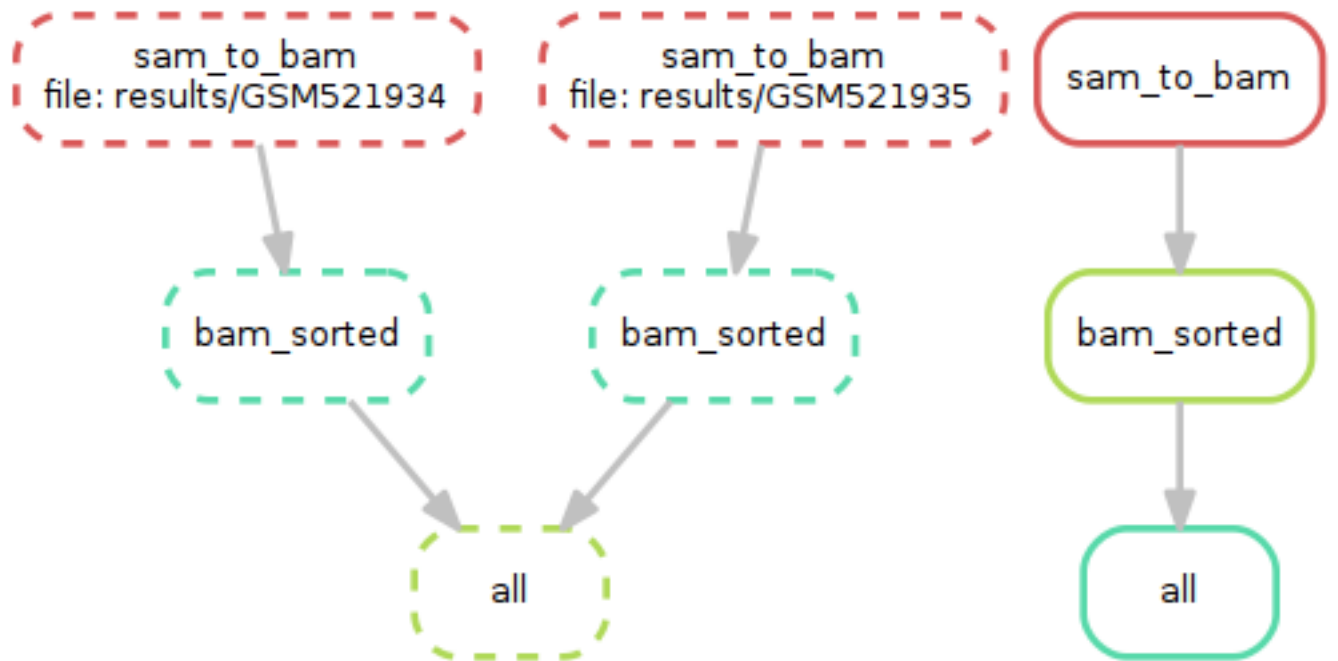 sam_to_bam
file: results/GSM521934
sam_to_bam
file: results/GSM521935
sam_to_bam
bam_sorted
bam_sorted
bam_sorted
all
all